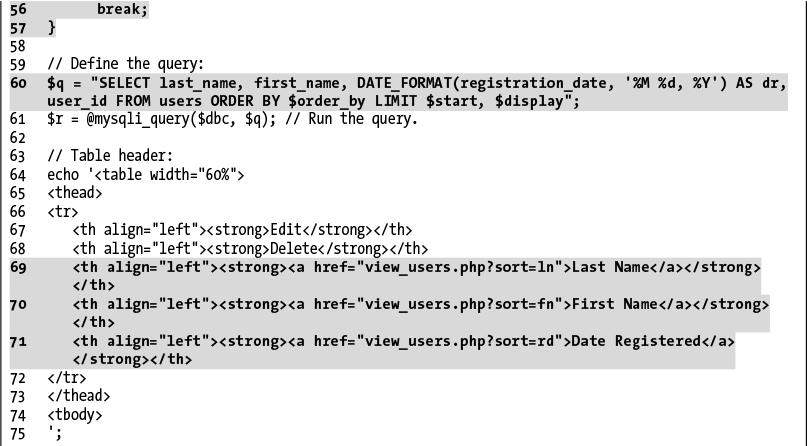 56 break;
57 }
58
59 // Define the query:
60 $q = "SELECT last_name, first_name, DATE_FORMAT(registration_date, '%M %d, %Y') AS dr,
user_id FROM users ORDER BY $order_by LIMIT $start, $display";
61 $r = @mysqli_query($dbc, $q); // Run the query.
62
63 // Table header:
64 echo '<table width="60%">
65 <thead>
66 <tr>
67 <th align="left"><strong>Edit</strong></th>
68 <th align="left"><strong>Delete</strong></th>
69 <th align="left"><strong><a href="view_users.php?sort=ln">Last Name</a></strong>
</th>
70 <th align="left"><strong><a href="view_users.php?sort=fn">First Name</a></strong>
</th>
71 <th align="left"><strong><a href="view_users.php?sort=rd">Date Registered</a>
</strong></th>
72 </tr>
73 </thead>
74 <tbody>
75 ';